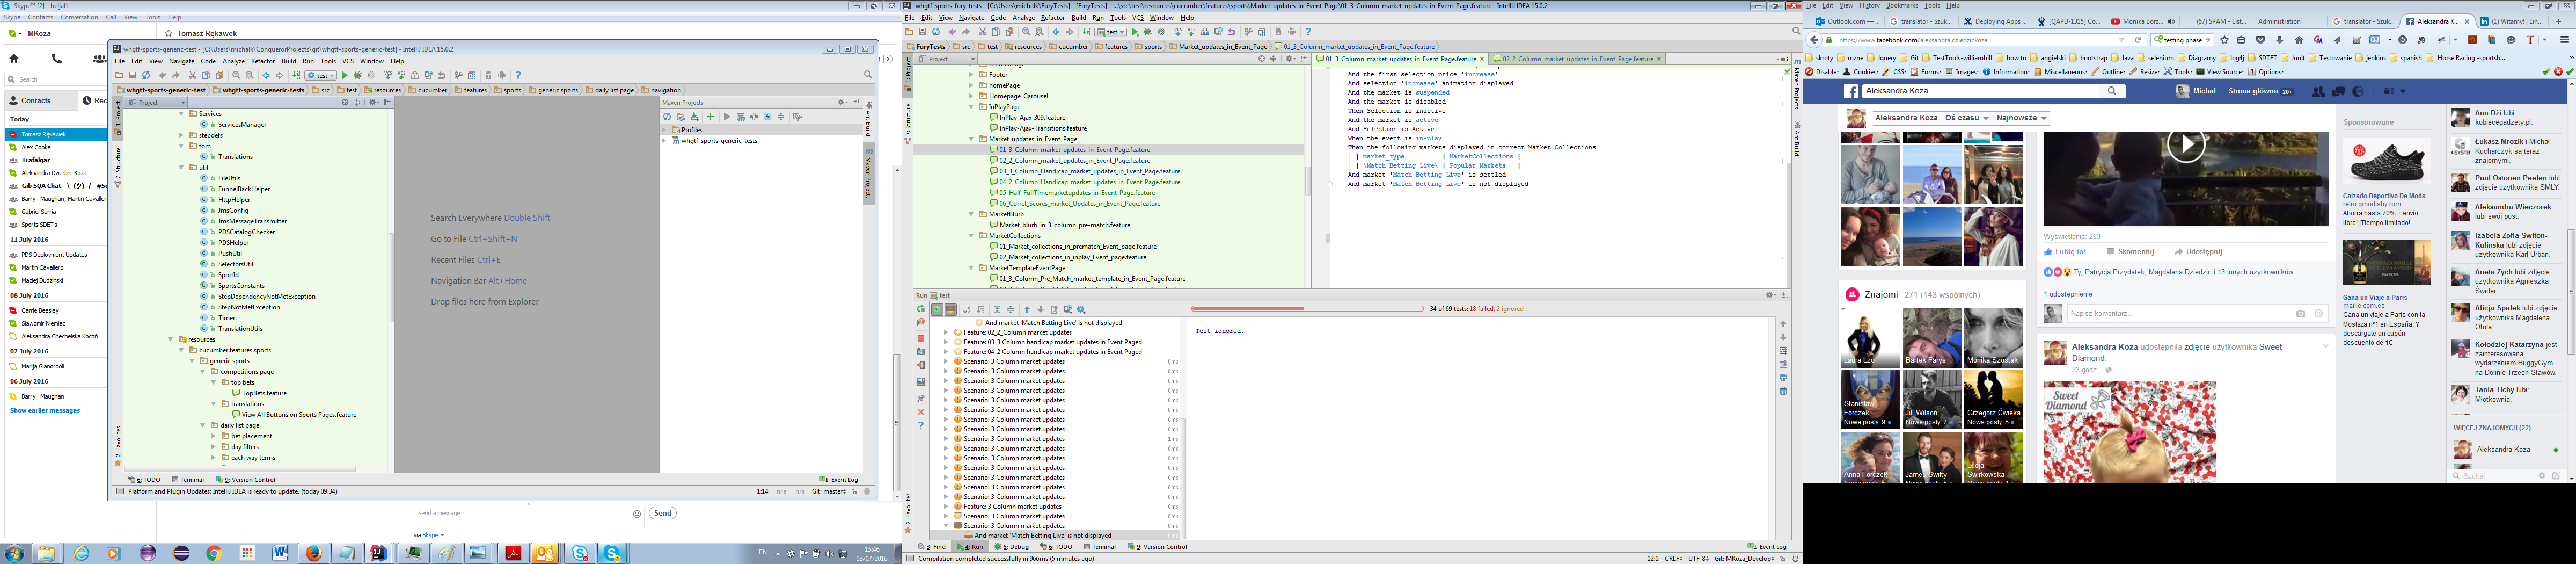 Skype™ [2] - beljal1
Skype Contacts Conversation Call View Tools Help
MKoza
Tomasz Rękawek
Search
Contacts
Rec
Today
Tomasz Rękawek
Alex Cooke
Trafalgar
Aleksandra Dziedzic-Koza
Gib SQA Chat ¯\_(ツ)_/¯ #Sc
Barry Maughan, Martin Cavallero
Gabriel Sarria
Sports SDET's
11 July 2016
PDS Deployment Updates
Martin Cavallero
Maciej Dudziński
08 July 2016
Carrie Beesley
Slawomir Niemiec
Aleksandra Chechelska Kocoń
07 July 2016
Marija Gianordoli
06 July 2016
Barry Maughan
Show earlier messages
Send a message
Send
via Skype
whgtf-sports-generic-test - [C:\Users\michalk\ConquerorProjects\git\whgtf-sports-generic-test] - IntelliJ IDEA 15.0.2
File Edit View Navigate Code Analyze Refactor Build Run Tools VCS Window Help
test
whgtf-sports-generic-test whgtf-sports-generic-tests src test resources cucumber features sports generic sports daily list page navigation
Project
1: Project
Z: Structure
2: Favorites
Services
ServicesManager
stepdefs
tom
Translations
util
FileUtils
FunnelBackHelper
HttpHelper
JmsConfig
JmsMessageTransmitter
PDSCatalogChecker
PDSHelper
PushUtil
SelectorsUtil
SportId
SportsConstants
StepDependencyNotMetException
StepNotMetException
Timer
TranslationUtils
resources
cucumber.features.sports
generic sports
competitions page
top bets
TopBets.feature
translations
View All Buttons on Sports Pages.feature
daily list page
bet placement
day filters
each way terms
Search Everywhere Double Shift
Go to File Ctrl+Shift+N
Recent Files Ctrl+E
Navigation Bar Alt+Home
Drop files here from Explorer
Maven Projects
Profiles
whgtf-sports-generic-tests
Ant Build
Maven Projects
6: TODO Terminal 9: Version Control
Event Log
Platform and Plugin Updates: IntelliJ IDEA is ready to update. (today 09:34)
1:14 n/a n/a Git: master
EN
15:46
13/07/2016
whgtf-sports-fury-tests - [C:\Users\michalk\FuryTests] - [FuryTests] - ...\src\test\resources\cucumber\features\sports\Market_updates_in_Event_Page\01_3_Column_market_updates_in_Event_Page.feature - IntelliJ IDEA 15.0.2
File Edit View Navigate Code Analyze Refactor Build Run Tools VCS Window Help
test
FuryTests src test resources cucumber features sports Market_updates_in_Event_Page 01_3_Column_market_updates_in_Event_Page.feature
Project
01_3_Column_market_updates_in_Event_Page.feature
02_2_Column_market_updates_in_Event_Page.feature
Footer
homePage
Homepage_Carousel
InPlayPage
InPlay-Ajax-309.feature
InPlay-Ajax-Transitions.feature
Market_updates_in_Event_Page
01_3_Column_market_updates_in_Event_Page.feature
02_2_Column_market_updates_in_Event_Page.feature
03_3_Column_Handicap_market_updates_in_Event_Page.feature
04_2_Column_Handicap_market_updates_in_Event_Page.feature
05_Half_FullTimemarketupdates_in_Event_Page.feature
06_Corret_Scores_market_Updates_in_Event_Page.feature
MarketBlurb
Market_blurb_in_3_column_pre-match.feature
MarketCollections
01_Market_collections_in_prematch_Event_page.feature
02_Market_collections_in_inplay_Event_page.feature
MarketTemplateEventPage
01_3_Column_Pre_Match_market_template_in_Event_Page.feature
And the first selection price 'increase'
And selection 'increase' animation displayed
And the market is suspended
And the market is disabled
Then Selection is inactive
And the market is active
And Selection is Active
When the event is in-play
Then the following markets displayed in correct Market Collections
| market_type | MarketCollections |
| \Match Betting Live\ | Popular Markets |
And market 'Match Betting Live' is settled
And market 'Match Betting Live' is not displayed
Run test
34 of 69 tests: 18 failed, 2 ignored
And market 'Match Betting Live' is not displayed
Feature: 02_2_Column market updates
Feature: 03_3 Column handicap market updates in Event Paged
Feature: 04_2 Column handicap market updates in Event Paged
Scenario: 3 Column market updates 0ms
Scenario: 3 Column market updates 0ms
Scenario: 3 Column market updates 0ms
Scenario: 3 Column market updates 0ms
Scenario: 3 Column market updates 0ms
Scenario: 3 Column market updates 0ms
Scenario: 3 Column market updates 0ms
Scenario: 3 Column market updates 0ms
Scenario: 3 Column market updates 1ms
Scenario: 3 Column market updates 0ms
Scenario: 3 Column market updates 0ms
Scenario: 3 Column market updates 0ms
Scenario: 3 Column market updates 0ms
Scenario: 3 Column market updates 0ms
Scenario: 3 Column market updates 0ms
Feature: 3 Column market updates 0ms
Scenario: 3 Column market updates 0ms
Scenario: 3 Column market updates 0ms
And market 'Match Betting Live' is not displayed 0ms
Test ignored.
3: Find 4: Run 5: Debug 6: TODO Terminal 9: Version Control
Event Log
Compilation completed successfully in 966ms (5 minutes ago)
12:1 CRLF UTF-8 Git: MKoza_Develop
File Edit View History Bookmarks Tools Help
Outlook.com — ... translator - Szuk... Deploying Apps ... [QAPD-1315] Co... Monika Borz... (67) SPAM - List... Administration translator - Szuk... Aleksandra K... (1) Witamy! | Lin...
https://www.facebook.com/aleksandra.dziedzickoza
testing phase
skroty rozne Jquery Git TestTools-williamhill how to angielski bootstrap Java selenium Diagramy log4j SDTET Junit Testowanie jenkins spanish Horse Racing -sportsb...
Disable Cookies CSS Forms Images Information Miscellaneous Outline Resize Tools View Source Options
Aleksandra Koza
Michał Strona główna 20+
Aleksandra Koza Oś czasu Najnowsze
Wyświetlenia: 263
Lubię to! Skomentuj Udostępnij
Ty, Patrycja Przydatek, Magdalena Dziedzic i 13 innych użytkowników
1 udostępnienie
Napisz komentarz...
Znajomi · 271 (143 wspólnych)
Laura Lzo
Bartek Farys
Monika Szostak
Stanisław Forczek
Nowe posty: 9
Jill Wilson
Nowe posty: 7
Grzegorz Ćwieka
Nowe posty: 5
Anna Forczek
James Swifty
Łucja Świrkowska
Aleksandra Koza udostępniła zdjęcie użytkownika Sweet Diamond.
23 godz.
Sweet Diamond
Sponsorowane
Calzado Deportivo De Moda
retro.qmodishy.com
Ahorra hasta 70% + envío libre! ¡Tiempo limitado!
Gana un Viaje a París
maille.com.es
Gana un viaje a París con la Mostaza n°1 en España. Y descárgate un cupón descuento de 1€
Ann Dżi lubi: kobiecegadzety.pl.
Łukasz Mrozik i Michał Kucharczyk są teraz znajomymi.
Paul Ostonen Peelen lubi zdjęcie użytkownika SMLY.
Aleksandra Wieczorek lubi swój post.
Izabela Zofia Świton-Kulinska lubi zdjęcie użytkownika Karl Urban.
Aneta Zych lubi zdjęcie użytkownika Agnieszka Świder.
Alicja Spałek lubi zdjęcie użytkownika Magdalena Otola.
Kołodziej Katarzyna jest zainteresowana wydarzeniem BuggyGym na Dolinie Trzech Stawów.
Tania Tichy lubi: Młotkownia.
WIĘCEJ ZNAJOMYCH (22)
Aleksandra Koza
Szukaj